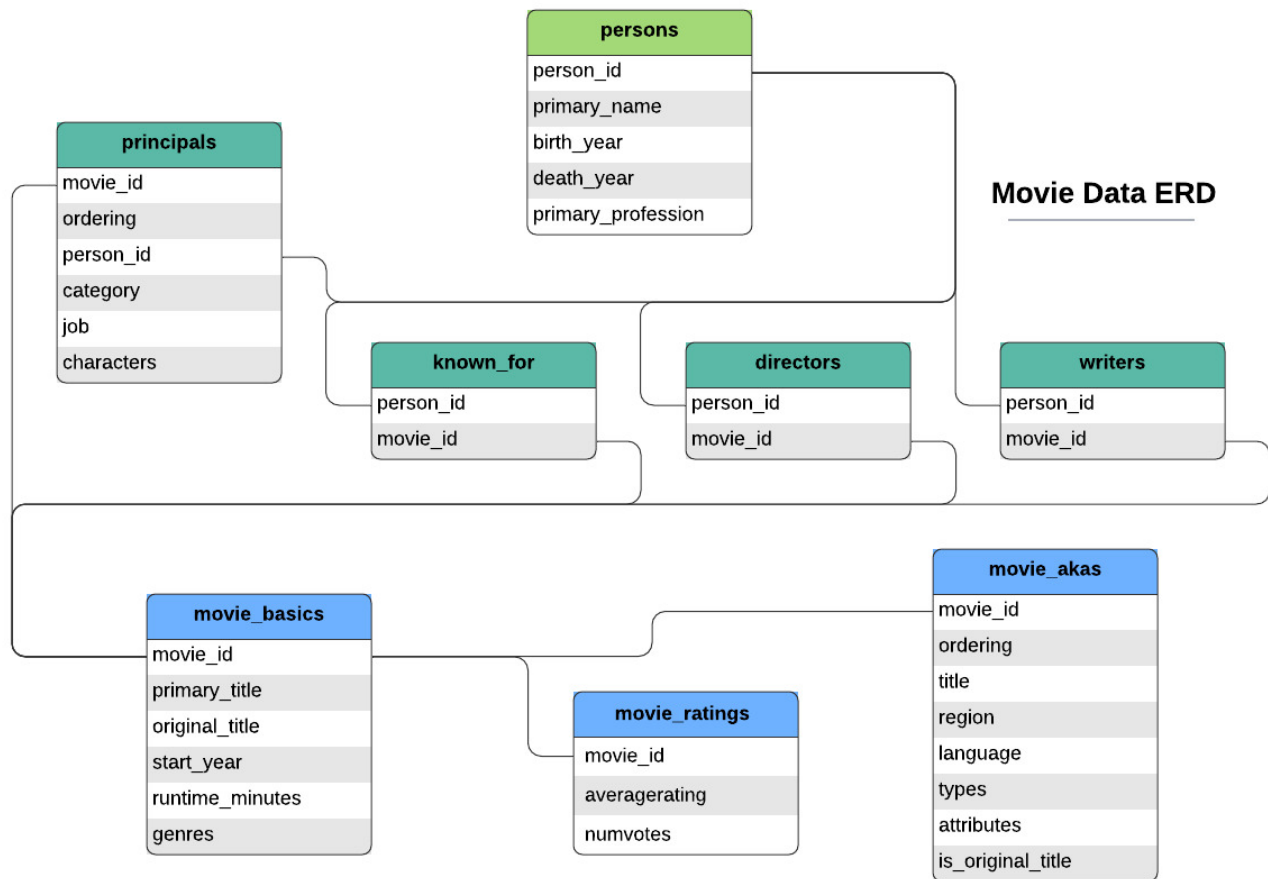 persons
person_id
primary_name
birth_year
death_year
primary_profession
principals
movie_id
ordering
person_id
category
job
characters
Movie Data ERD
known_for
person_id
movie_id
directors
person_id
movie_id
writers
person_id
movie_id
movie_basics
movie_id
primary_title
original_title
start_year
runtime_minutes
genres
movie_ratings
movie_id
averagerating
numvotes
movie_akas
movie_id
ordering
title
region
language
types
attributes
is_original_title